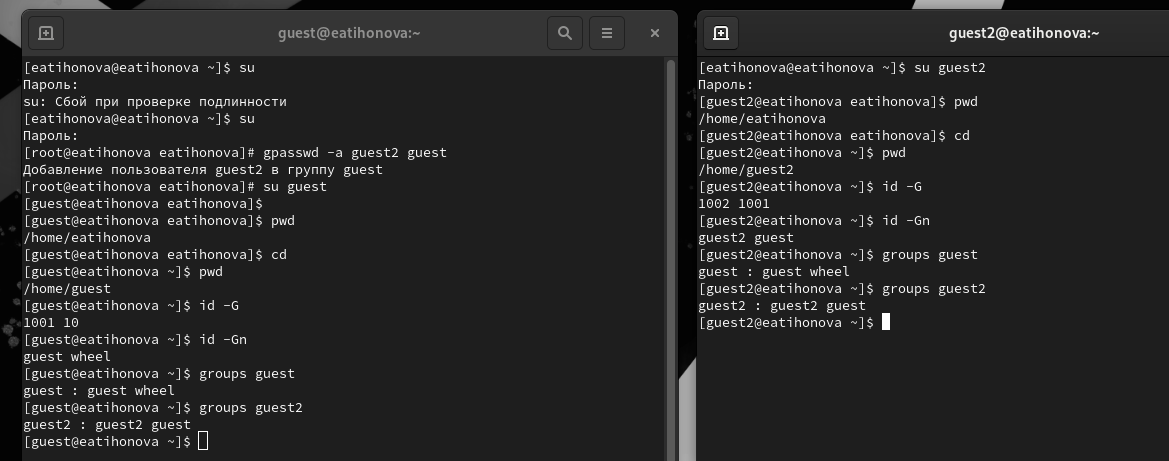 guest@eatihonova:~
[eatihonova@eatihonova ~]$ su
Пароль:
su: Сбой при проверке подлинности
[eatihonova@eatihonova ~]$ su
Пароль:
[root@eatihonova eatihonova]# gpasswd -a guest2 guest
Добавление пользователя guest2 в группу guest
[root@eatihonova eatihonova]# su guest
[guest@eatihonova eatihonova]$
[guest@eatihonova eatihonova]$ pwd
/home/eatihonova
[guest@eatihonova eatihonova]$ cd
[guest@eatihonova ~]$ pwd
/home/guest
[guest@eatihonova ~]$ id -G
1001 10
[guest@eatihonova ~]$ id -Gn
guest wheel
[guest@eatihonova ~]$ groups guest
guest : guest wheel
[guest@eatihonova ~]$ groups guest2
guest2 : guest2 guest
[guest@eatihonova ~]$
guest2@eatihonova:~
[eatihonova@eatihonova ~]$ su guest2
Пароль:
[guest2@eatihonova eatihonova]$ pwd
/home/eatihonova
[guest2@eatihonova eatihonova]$ cd
[guest2@eatihonova ~]$ pwd
/home/guest2
[guest2@eatihonova ~]$ id -G
1002 1001
[guest2@eatihonova ~]$ id -Gn
guest2 guest
[guest2@eatihonova ~]$ groups guest
guest : guest wheel
[guest2@eatihonova ~]$ groups guest2
guest2 : guest2 guest
[guest2@eatihonova ~]$